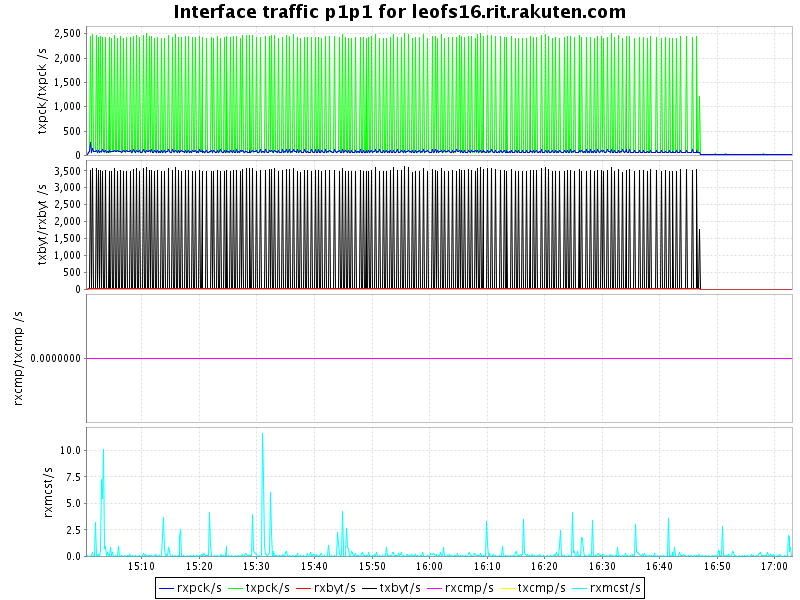 Interface traffic p1p1 for leofs16.rit.rakuten.com
txpck/txpck /s
2,500
2,000
1,500
1,000
500
0
txbyt/rxbyt /s
3,500
3,000
2,500
2,000
1,500
1,000
500
0
rxcmp/txcmp /s
0.0000000
rxmcst/s
10.0
7.5
5.0
2.5
0.0
15:10 15:20 15:30 15:40 15:50 16:00 16:10 16:20 16:30 16:40 16:50 17:00
rxpck/s txpck/s rxbyt/s txbyt/s rxcmp/s txcmp/s rxmcst/s